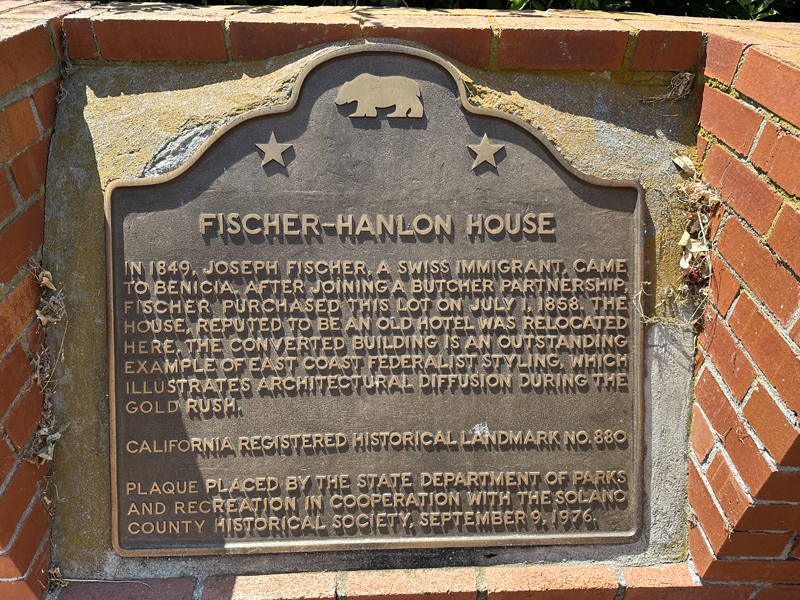 FISCHER-HANLON HOUSE
IN 1849, JOSEPH FISCHER, A SWISS IMMIGRANT, CAME
TO BENICIA. AFTER JOINING A BUTCHER PARTNERSHIP,
FISCHER PURCHASED THIS LOT ON JULY 1, 1858. THE
HOUSE, REPUTED TO BE AN OLD HOTEL WAS RELOCATED
HERE. THE CONVERTED BUILDING IS AN OUTSTANDING
EXAMPLE OF EAST COAST FEDERALIST STYLING, WHICH
ILLUSTRATES ARCHITECTURAL DIFFUSION DURING THE
GOLD RUSH.
CALIFORNIA REGISTERED HISTORICAL LANDMARK NO. 880
PLAQUE PLACED BY THE STATE DEPARTMENT OF PARKS
AND RECREATION IN COOPERATION WITH THE SOLANO
COUNTY HISTORICAL SOCIETY, SEPTEMBER 9, 1976.